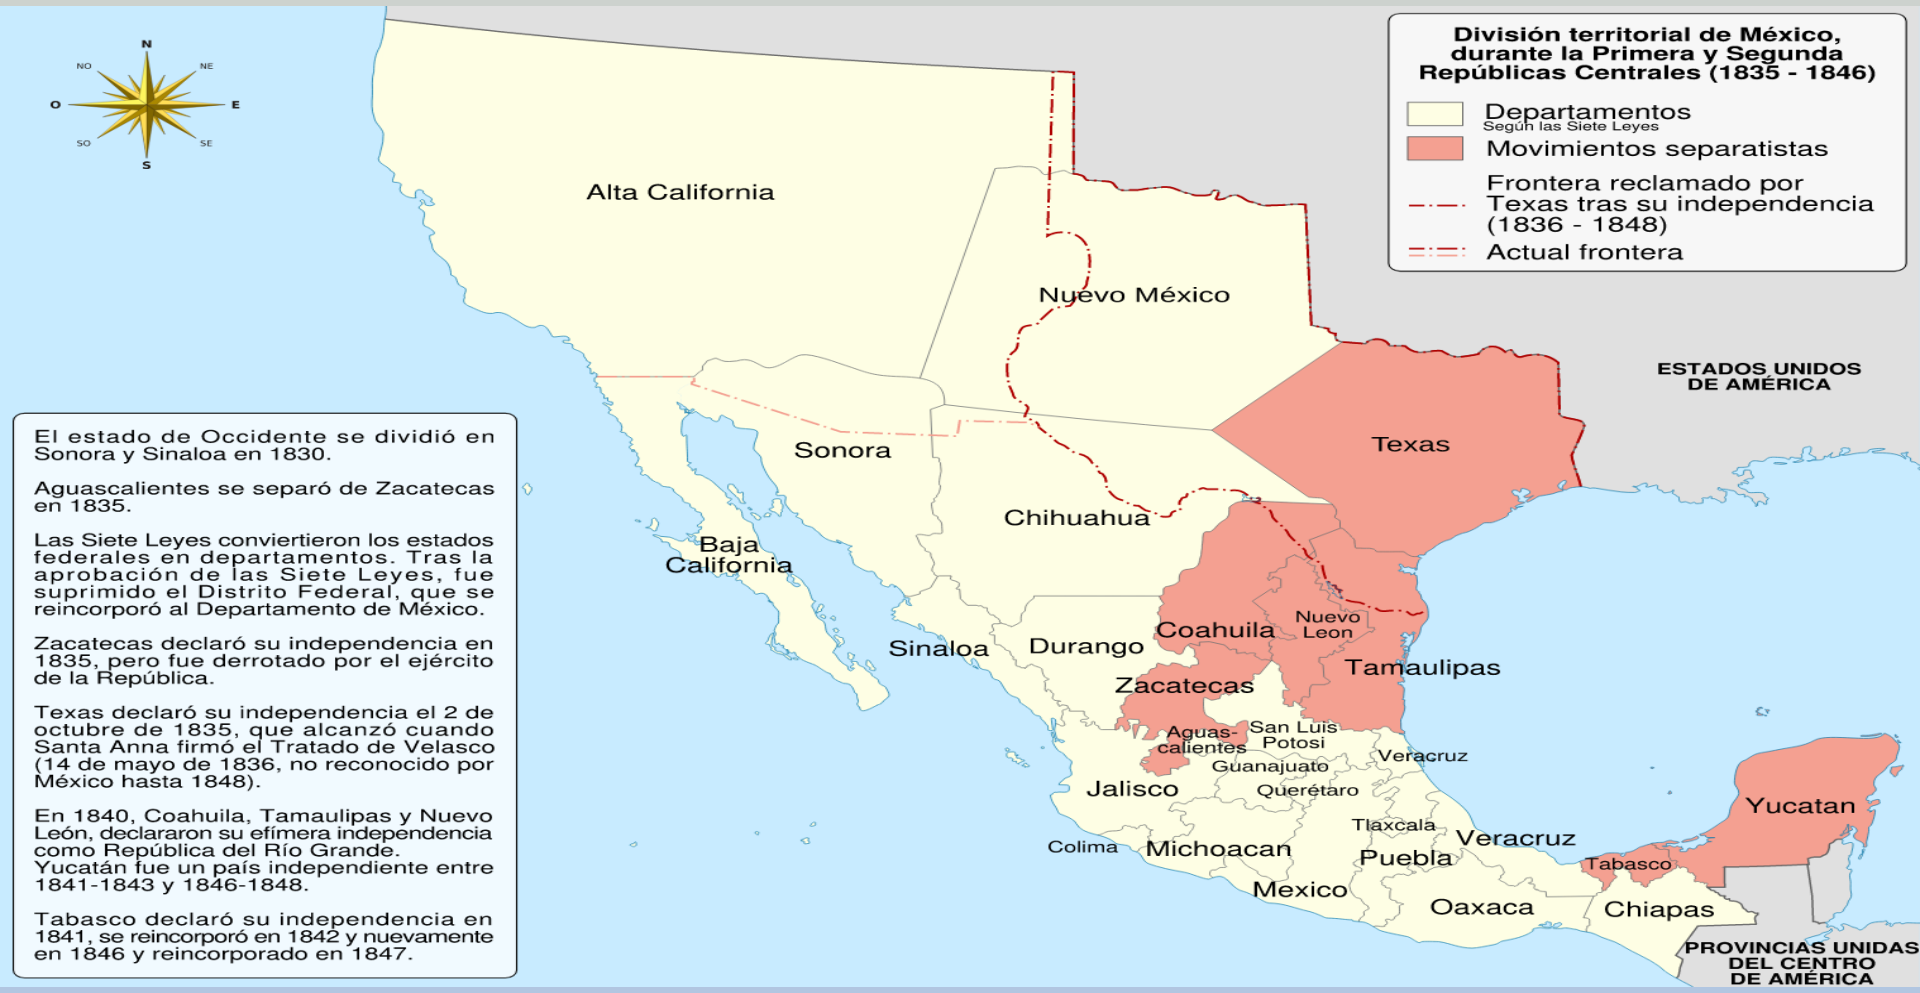 N
NO
NE
O
E
SO
SE
S
División territorial de México,
durante la Primera y Segunda
Repúblicas Centrales (1835 - 1846)
Departamentos
Según las Siete Leyes
Movimientos separatistas
Frontera reclamado por
Texas tras su independencia
(1836 - 1848)
Actual frontera
Alta California
Nuevo México
ESTADOS UNIDOS
DE AMÉRICA
Texas
Sonora
Chihuahua
Baja
California
Sinaloa
Durango
Coahuila
Nuevo
Leon
Tamaulipas
Zacatecas
Aguas-
calientes
San Luis
Potosi
Veracruz
Guanajuato
Querétaro
Jalisco
Colima
Michoacan
Tlaxcala
Veracruz
Puebla
Mexico
Oaxaca
Yucatan
Tabasco
Chiapas
PROVINCIAS UNIDAS
DEL CENTRO
DE AMÉRICA
El estado de Occidente se dividió en
Sonora y Sinaloa en 1830.
Aguascalientes se separó de Zacatecas
en 1835.
Las Siete Leyes conviertieron los estados
federales en departamentos. Tras la
aprobación de las Siete Leyes, fue
suprimido el Distrito Federal, que se
reincorporó al Departamento de México.
Zacatecas declaró su independencia en
1835, pero fue derrotado por el ejército
de la República.
Texas declaró su independencia el 2 de
octubre de 1835, que alcanzó cuando
Santa Anna firmó el Tratado de Velasco
(14 de mayo de 1836, no reconocido por
México hasta 1848).
En 1840, Coahuila, Tamaulipas y Nuevo
León, declararon su efímera independencia
como República del Río Grande.
Yucatán fue un país independiente entre
1841-1843 y 1846-1848.
Tabasco declaró su independencia en
1841, se reincorporó en 1842 y nuevamente
en 1846 y reincorporado en 1847.